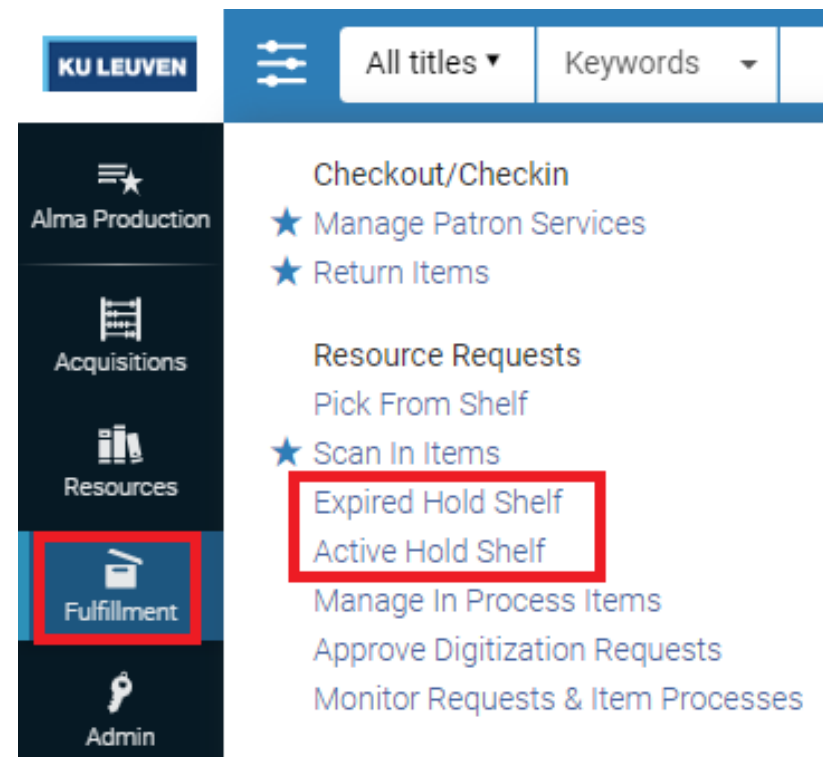 KU LEUVEN
All titles
Keywords
Alma Production
Acquisitions
Resources
Fulfillment
Admin
Checkout/Checkin
Manage Patron Services
Return Items
Resource Requests
Pick From Shelf
Scan In Items
Expired Hold Shelf
Active Hold Shelf
Manage In Process Items
Approve Digitization Requests
Monitor Requests & Item Processes